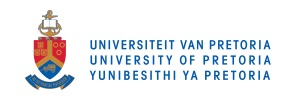 UNIVERSITEIT VAN PRETORIA
UNIVERSITY OF PRETORIA
YUNIBESITHI YA PRETORIA